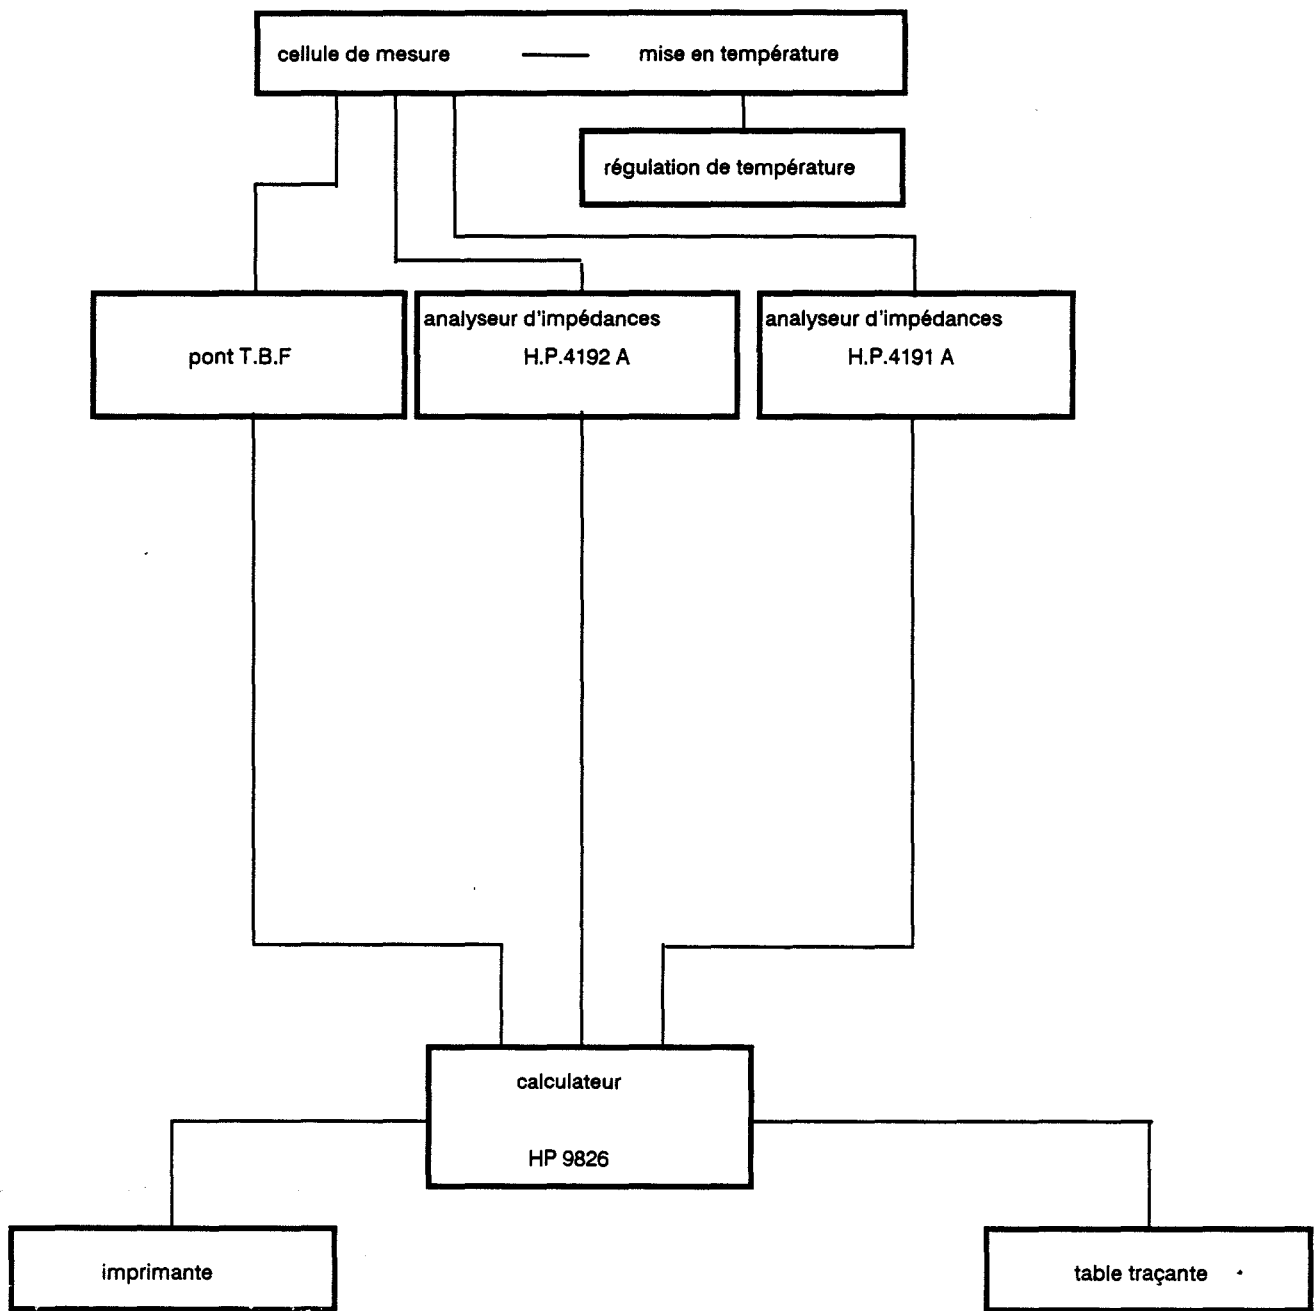 cellule de mesure — mise en température
régulation de température
pont T.B.F
analyseur d'impédances
H.P.4192 A
analyseur d'impédances
H.P.4191 A
calculateur
HP 9826
imprimante
table traçante